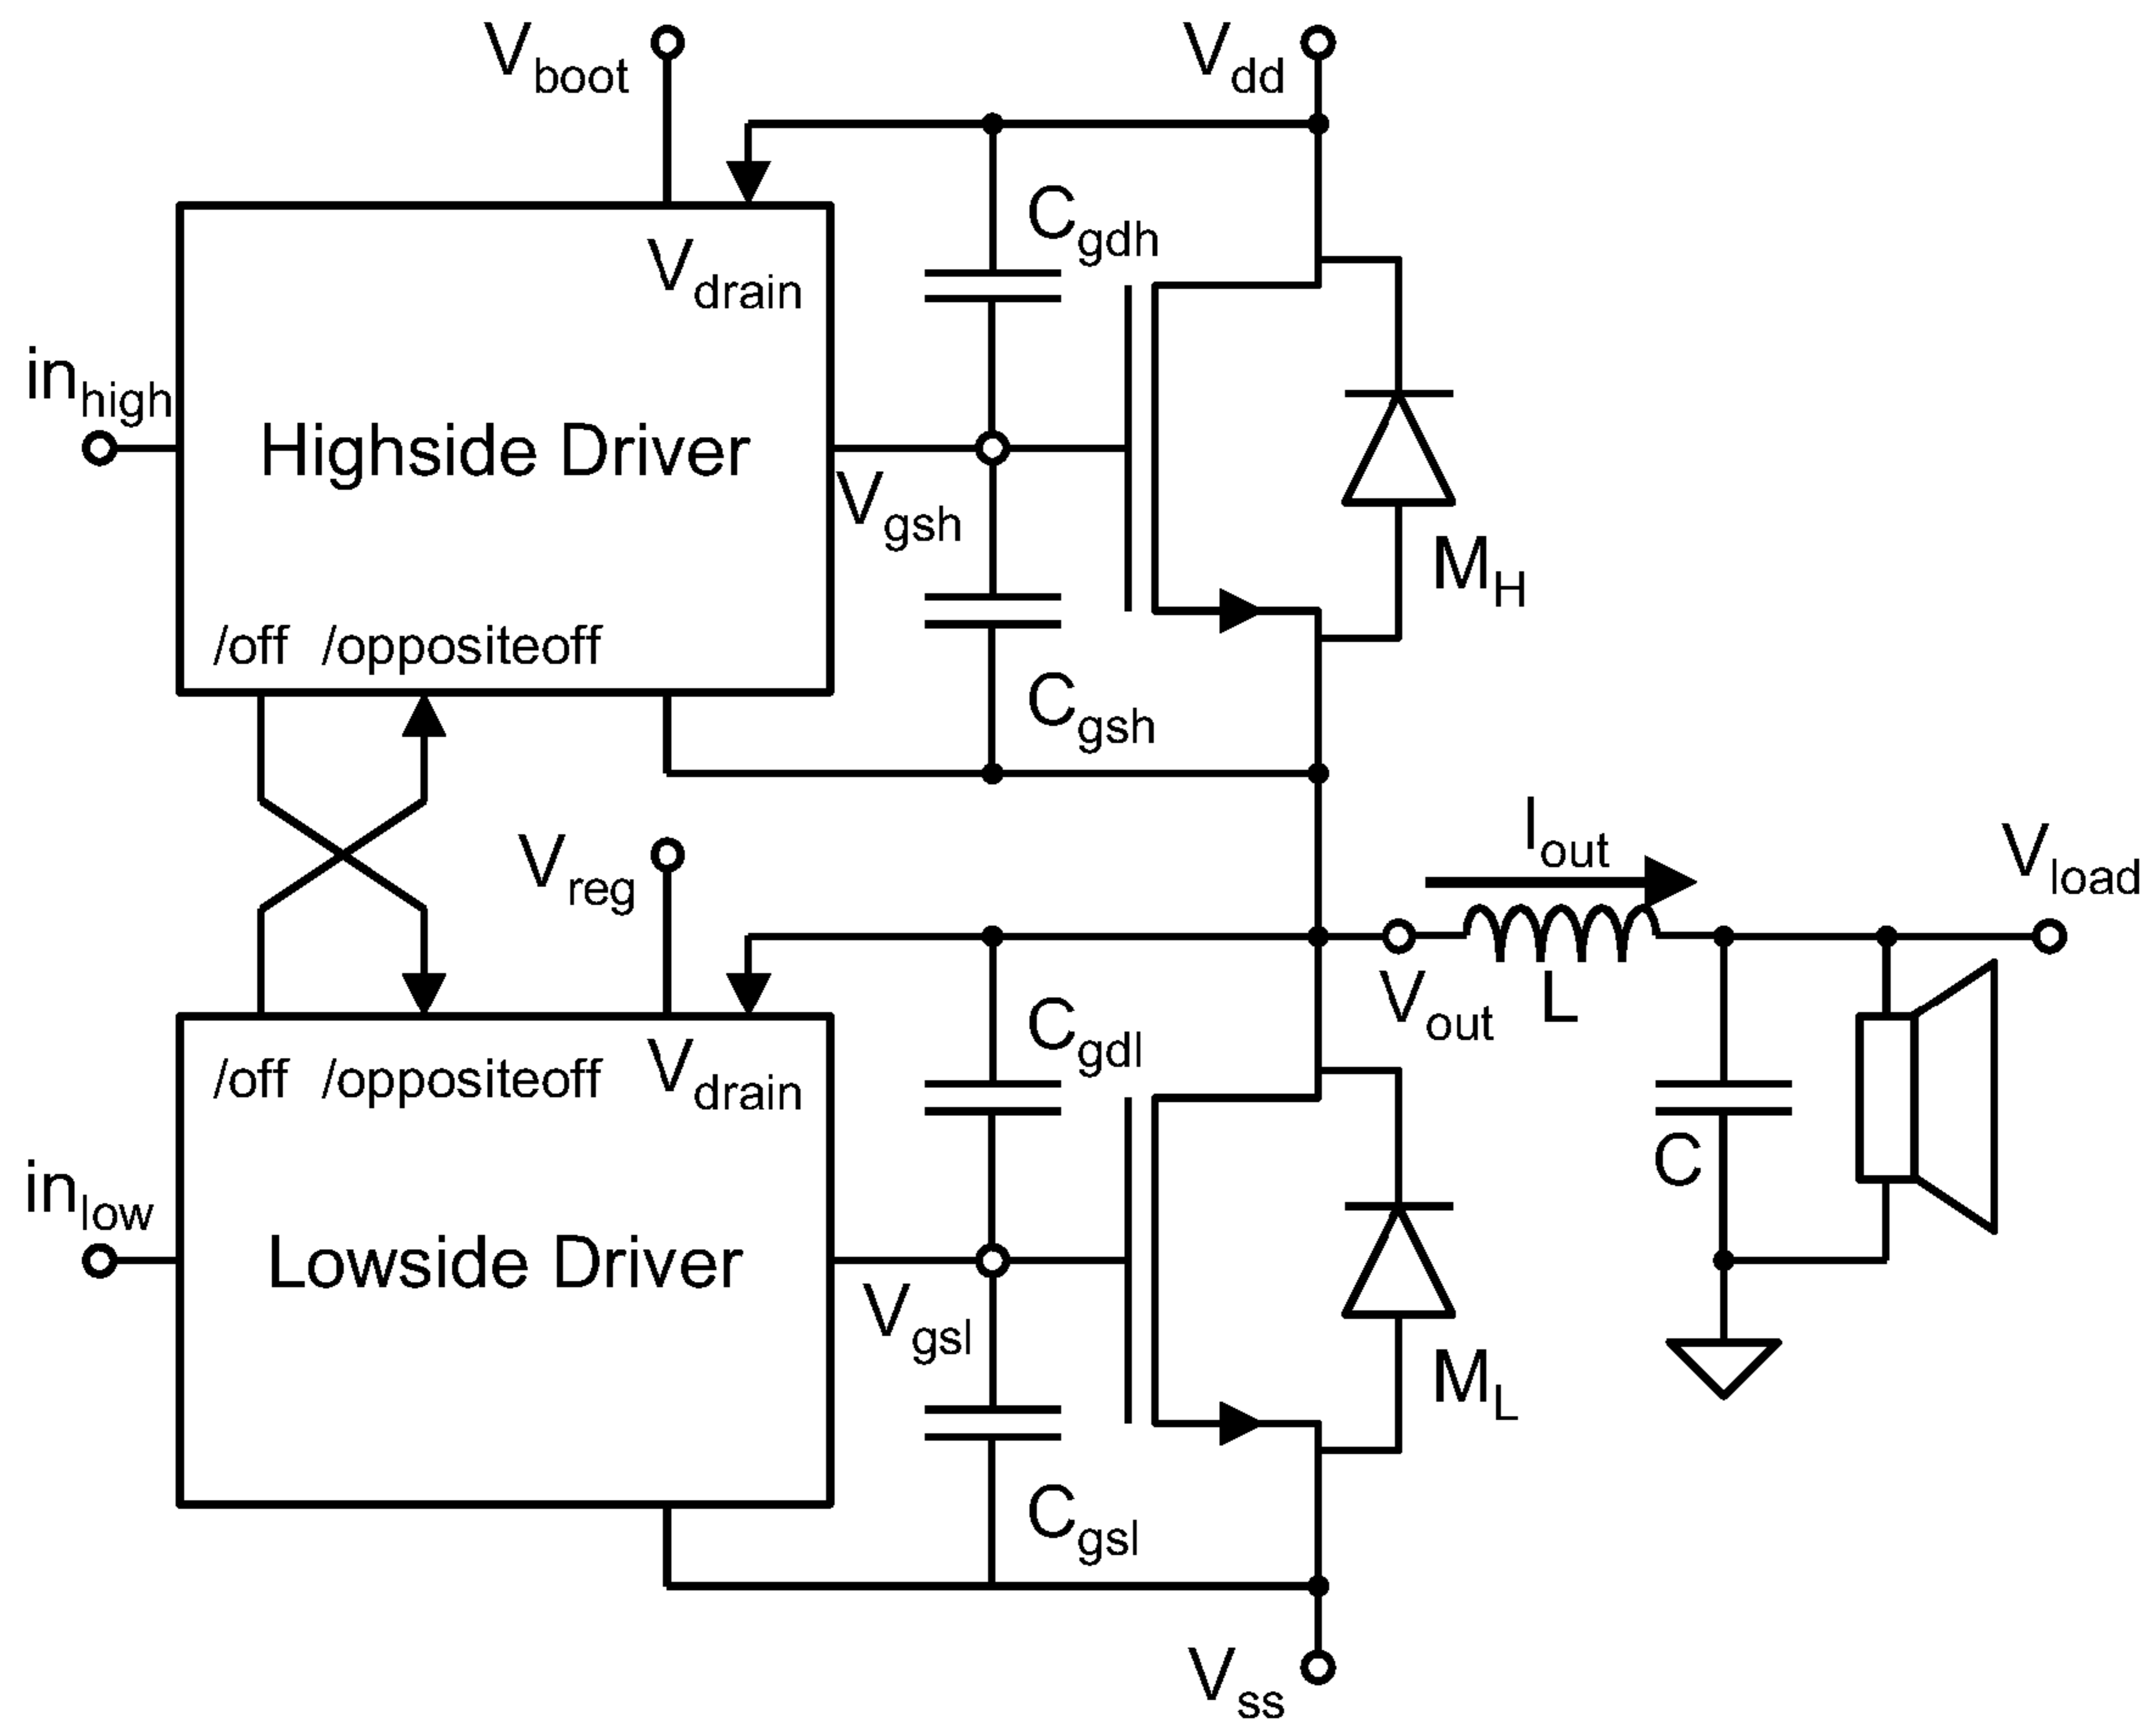 Vboot
Vdd
Cgdh
Vdrain
inhigh
Highside Driver
Vgsh
MH
/off /oppositeoff
Cgsh
Iout
Vload
Vreg
Vout
L
Cgdl
/off /oppositeoff Vdrain
C
inlow
Lowside Driver
Vgsl
ML
Cgsl
Vss